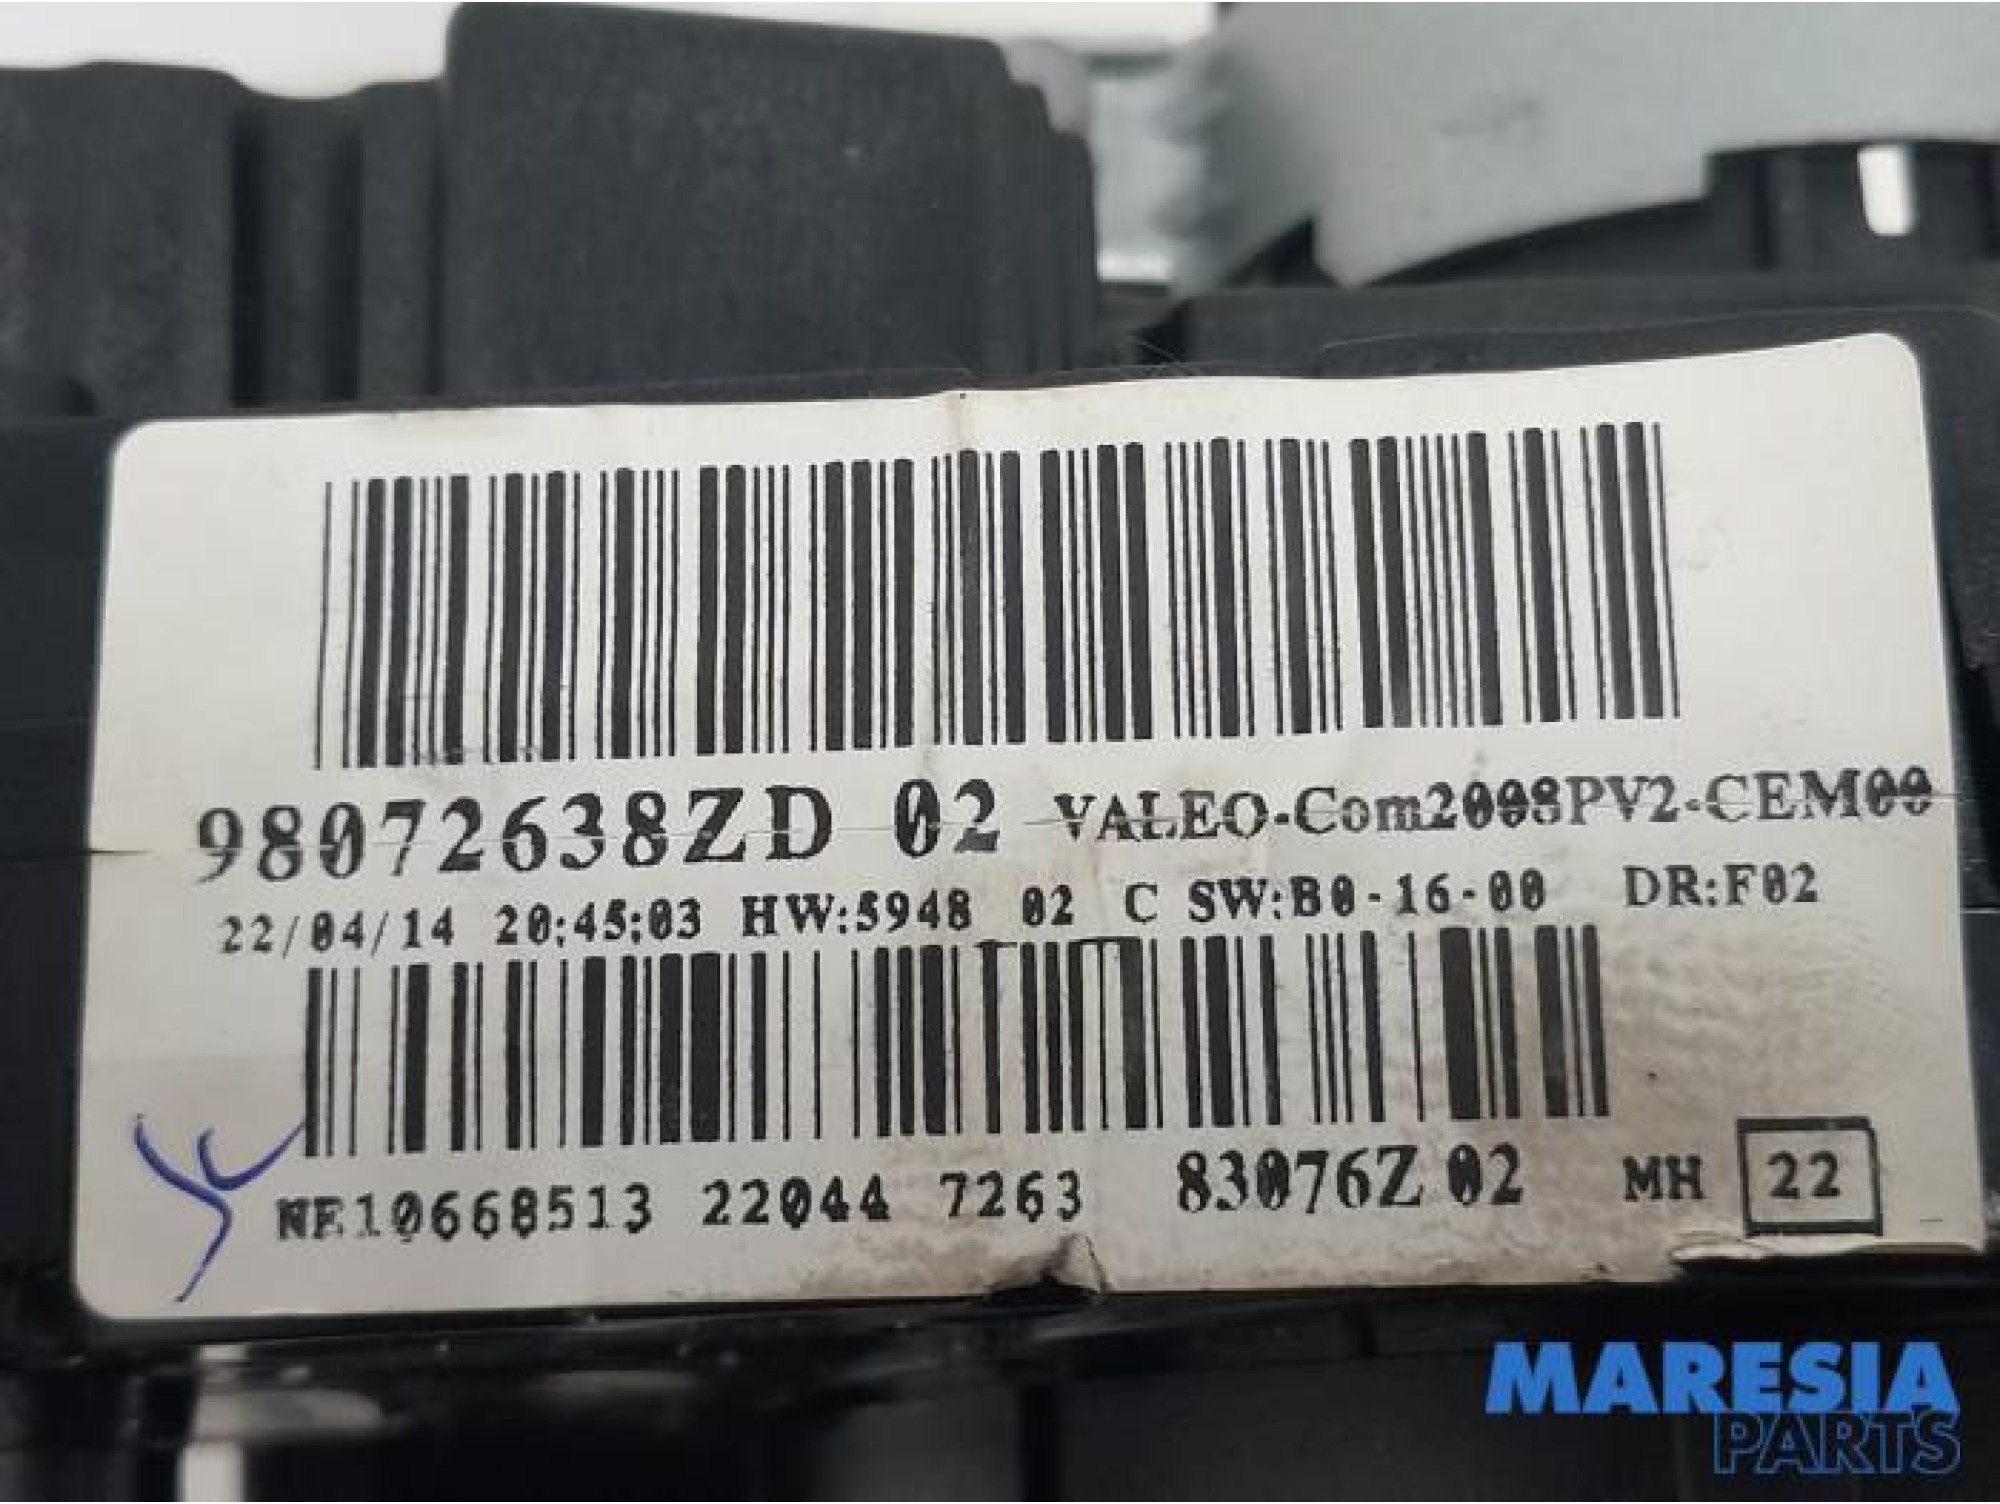 98072638ZD 02 VALEO-Com2008PV2-CEM00
22/04/14 20:45:03 HW:5948 02 C SW:B0-16-00 DR:F02
NE10668513 22044 7263 83076Z 02 MH 22
MARESIA
PARTS